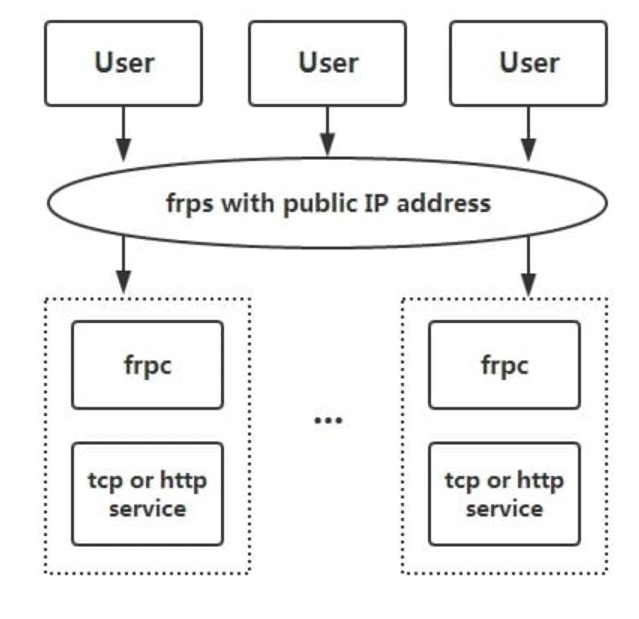 User
User
User
frps with public IP address
frpc
frpc
...
tcp or http
service
tcp or http
service